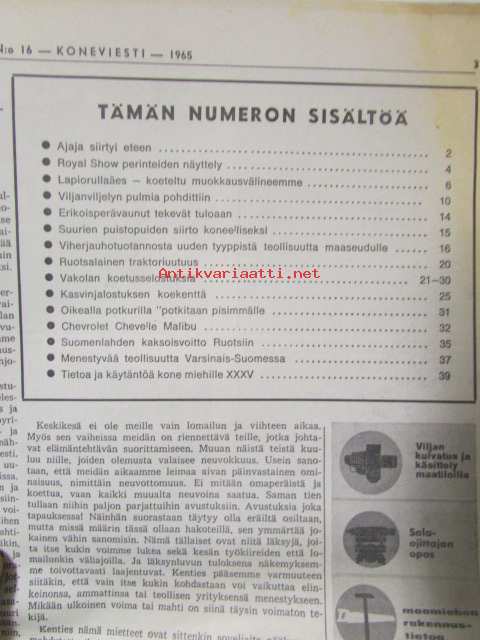 N:o 16 — KONEVIESTI — 1965
3
TÄMÄN NUMERON SISÄLTÖÄ
● Ajaja siirtyi eteen 2
● Royal Show perinteiden näyttely 4
● Lapiorullaäes — koeteltu muokkausvälineemme 6
● Viljanviljelyn pulmia pohdittiin 10
● Erikoisperävaunut tekevät tuloaan 14
● Suurien puistopuiden siirto koneelliseksi 15
● Viherjauhotuotannosta uuden tyyppistä teollisuutta maaseudulle 16
● Ruotsalainen traktoriuutuus 20
Antikvariaatti.net
● Vakolan koetusselostuksia 21—30
● Kasvinjalostuksen koekenttä 25
● Oikealla potkurilla "potkitaan pisimmälle 31
● Chevrolet Chevelle Malibu 32
● Suomenlahden kaksoisvoitto Ruotsiin 35
● Menestyvää teollisuutta Varsinais-Suomessa 37
● Tietoa ja käytäntöä kone miehille XXXV 39
Keskikesä ei ole meille vain lomailun ja viihteen aikaa.
Myös sen vaiheissa meidän on riennettävä teille, jotka johta-
vat elämäntehtävän suorittamiseen. Muuan näistä teistä kuu-
luu niille, joiden olemusta valaisee neuvokkuus. Usein sano-
taan, että meidän aikaamme leimaa aivan päinvastainen omi-
naisuus, nimittäin neuvottomuus. Ei mitään omaperäistä ja
koettua, vaan kaikki muualta neuvoina saatua. Saman tien
tullaan niihin paljon parjattuihin avustuksiin. Avustuksia joka
tapauksessa! Näinhän suorastaan täytyy olla eräiltä osiltaan,
mutta missä määrin tässä ollaan hakoteillä, sen ymmärtää jo-
kainen vähin sanomisin. Nämä tällaiset ovat niitä läksyjä, joi-
ta itse kukin voimme lukea sekä kesän työkiireiden että lo-
mailunkin väliajoilla. Ja läksynluvun tuloksena näkemyksem-
me toivottavasti laajentuvat. Kenties pääsemme varmuuteen
siitäkin, että vain itse kukin kohdastaan voi vaikuttaa elin-
keinonsa, ammattinsa tai teollisen yrityksensä menestykseen.
Mikään ulkoinen voima tai mahti on siinä täysin voimaton te-
kijä.
Kenties nämä mietteet ovat sittenkin
Viljan
kuivatus ja
käsittely
maatiloilla
Sala-
ojittajan
opas
maamiehen
rakennus-
tietoa